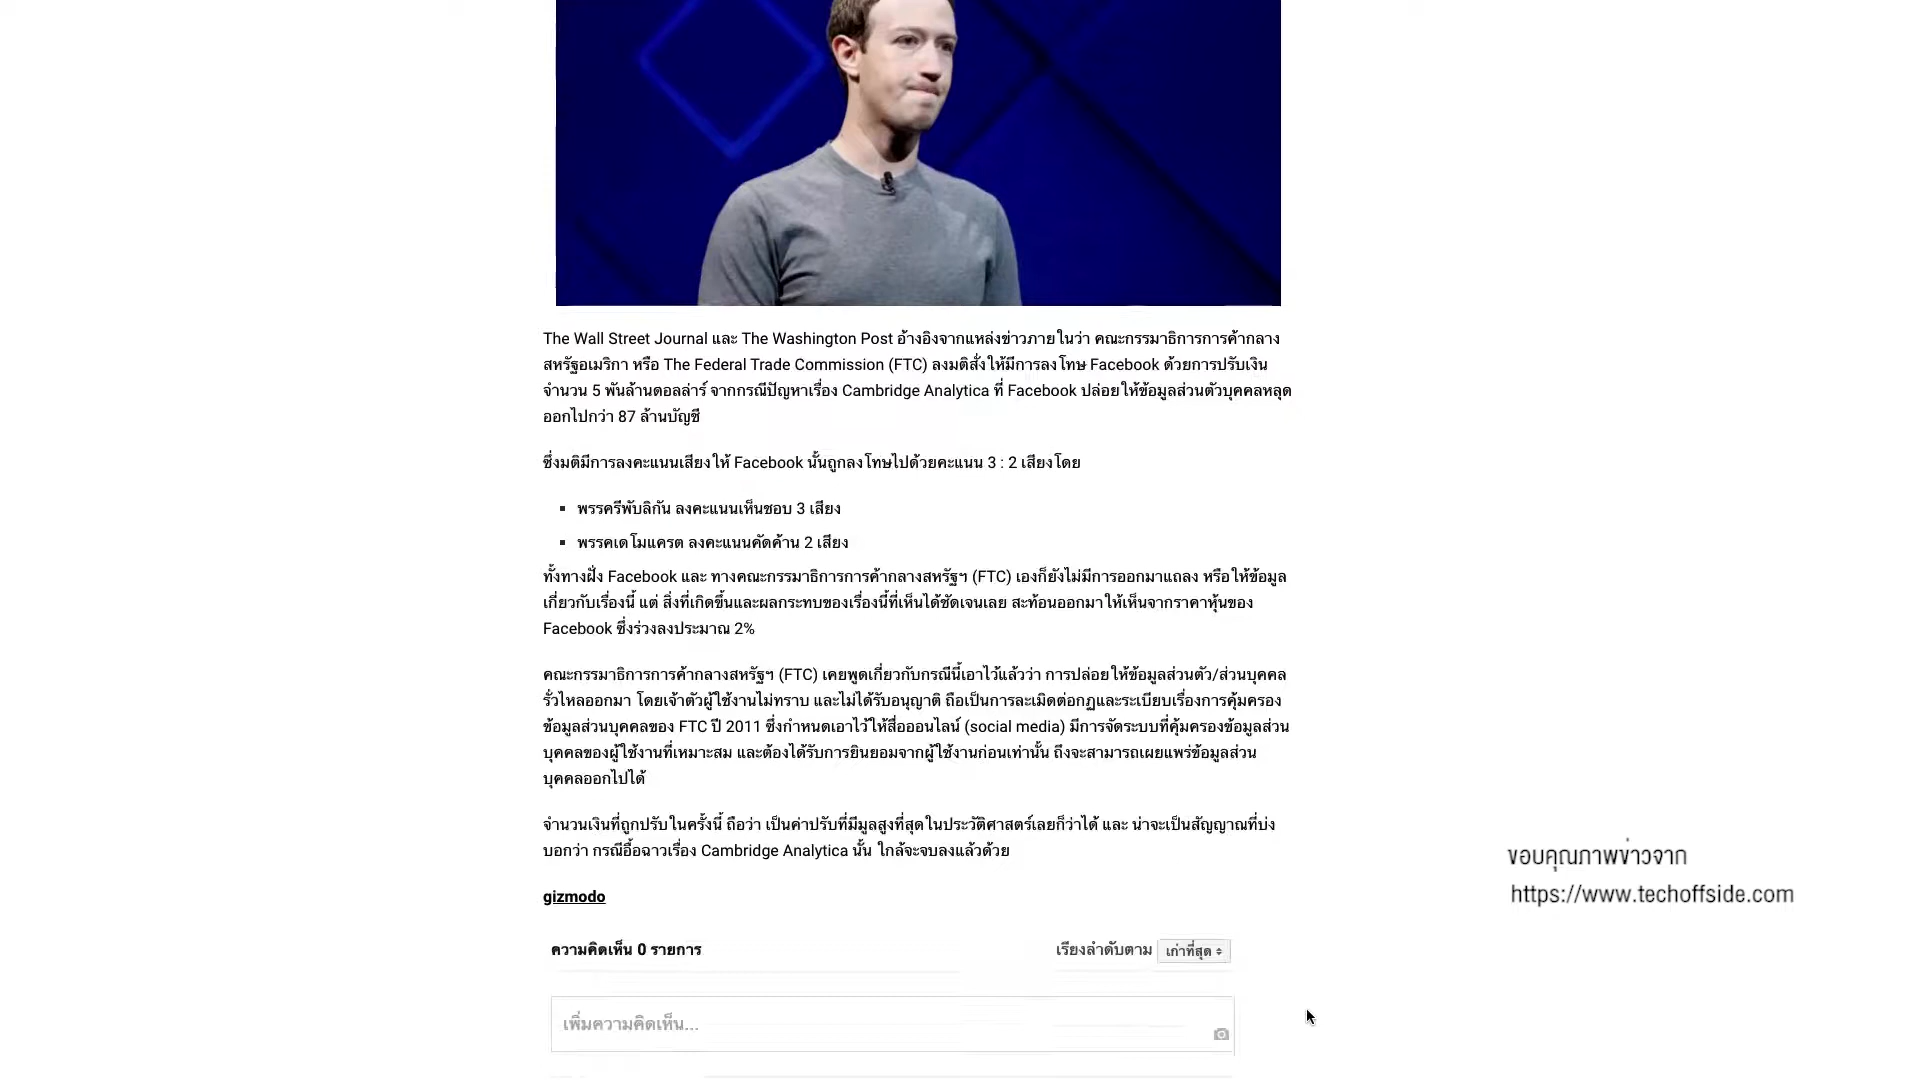 The Wall Street Journal และ The Washington Post อ้างอิงจากแหล่งข่าวภายในว่า คณะกรรมาธิการการค้ากลาง
สหรัฐอเมริกา หรือ The Federal Trade Commission (FTC) ลงมติสั่งให้มีการลงโทษ Facebook ด้วยการปรับเงิน
จำนวน 5 พันล้านดอลล่าร์ จากกรณีปัญหาเรื่อง Cambridge Analytica ที่ Facebook ปล่อยให้ข้อมูลส่วนตัวบุคคลหลุด
ออกไปกว่า 87 ล้านบัญชี
ซึ่งมติมีการลงคะแนนเสียงให้ Facebook นั้นถูกลงโทษไปด้วยคะแนน 3 : 2 เสียงโดย
▪ พรรครีพับลิกัน ลงคะแนนเห็นชอบ 3 เสียง
▪ พรรคเดโมแครต ลงคะแนนคัดค้าน 2 เสียง
ทั้งทางฝั่ง Facebook และ ทางคณะกรรมาธิการการค้ากลางสหรัฐฯ (FTC) เองก็ยังไม่มีการออกมาแถลง หรือให้ข้อมูล
เกี่ยวกับเรื่องนี้ แต่ สิ่งที่เกิดขึ้นและผลกระทบของเรื่องนี้ที่เห็นได้ชัดเจนเลย สะท้อนออกมาให้เห็นจากราคาหุ้นของ
Facebook ซึ่งร่วงลงประมาณ 2%
คณะกรรมาธิการการค้ากลางสหรัฐฯ (FTC) เคยพูดเกี่ยวกับกรณีนี้เอาไว้แล้วว่า การปล่อยให้ข้อมูลส่วนตัว/ส่วนบุคคล
รั่วไหลออกมา โดยเจ้าตัวผู้ใช้งานไม่ทราบ และไม่ได้รับอนุญาติ ถือเป็นการละเมิดต่อกฏและระเบียบเรื่องการคุ้มครอง
ข้อมูลส่วนบุคคลของ FTC ปี 2011 ซึ่งกำหนดเอาไว้ให้สื่อออนไลน์ (social media) มีการจัดระบบที่คุ้มครองข้อมูลส่วน
บุคคลของผู้ใช้งานที่เหมาะสม และต้องได้รับการยินยอมจากผู้ใช้งานก่อนเท่านั้น ถึงจะสามารถเผยแพร่ข้อมูลส่วน
บุคคลออกไปได้
จำนวนเงินที่ถูกปรับในครั้งนี้ ถือว่า เป็นค่าปรับที่มีมูลสูงที่สุดในประวัติศาสตร์เลยก็ว่าได้ และ น่าจะเป็นสัญญาณที่บ่ง
บอกว่า กรณีอื้อฉาวเรื่อง Cambridge Analytica นั้น ใกล้จะจบลงแล้วด้วย
ขอบคุณภาพข่าวจาก
https://www.techoffside.com
gizmodo
ความคิดเห็น 0 รายการ เรียงลำดับตาม เก่าที่สุด
เพิ่มความคิดเห็น...